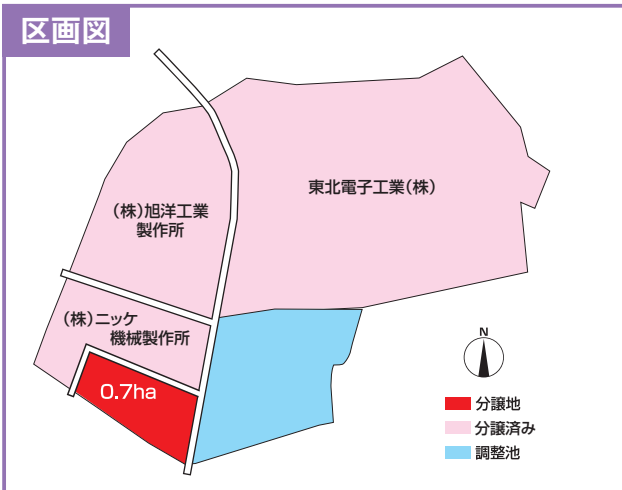 区画図
東北電子工業(株)
(株)旭洋工業
製作所
(株)ニッケ
機械製作所
0.7ha
N
分譲地
分譲済み
調整池